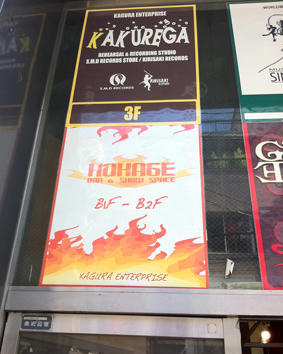 KAGURA ENTERPRISE
KAKUREGA
REHEARSAL & RECORDING STUDIO
S.M.D RECORDS STORE / KIRISAKI RECORDS
S.M.D RECORDS
KIRISAKI
3F
HOKAGE
BAR & SHOW SPACE
B1F - B2F
KAGURA ENTERPRISE